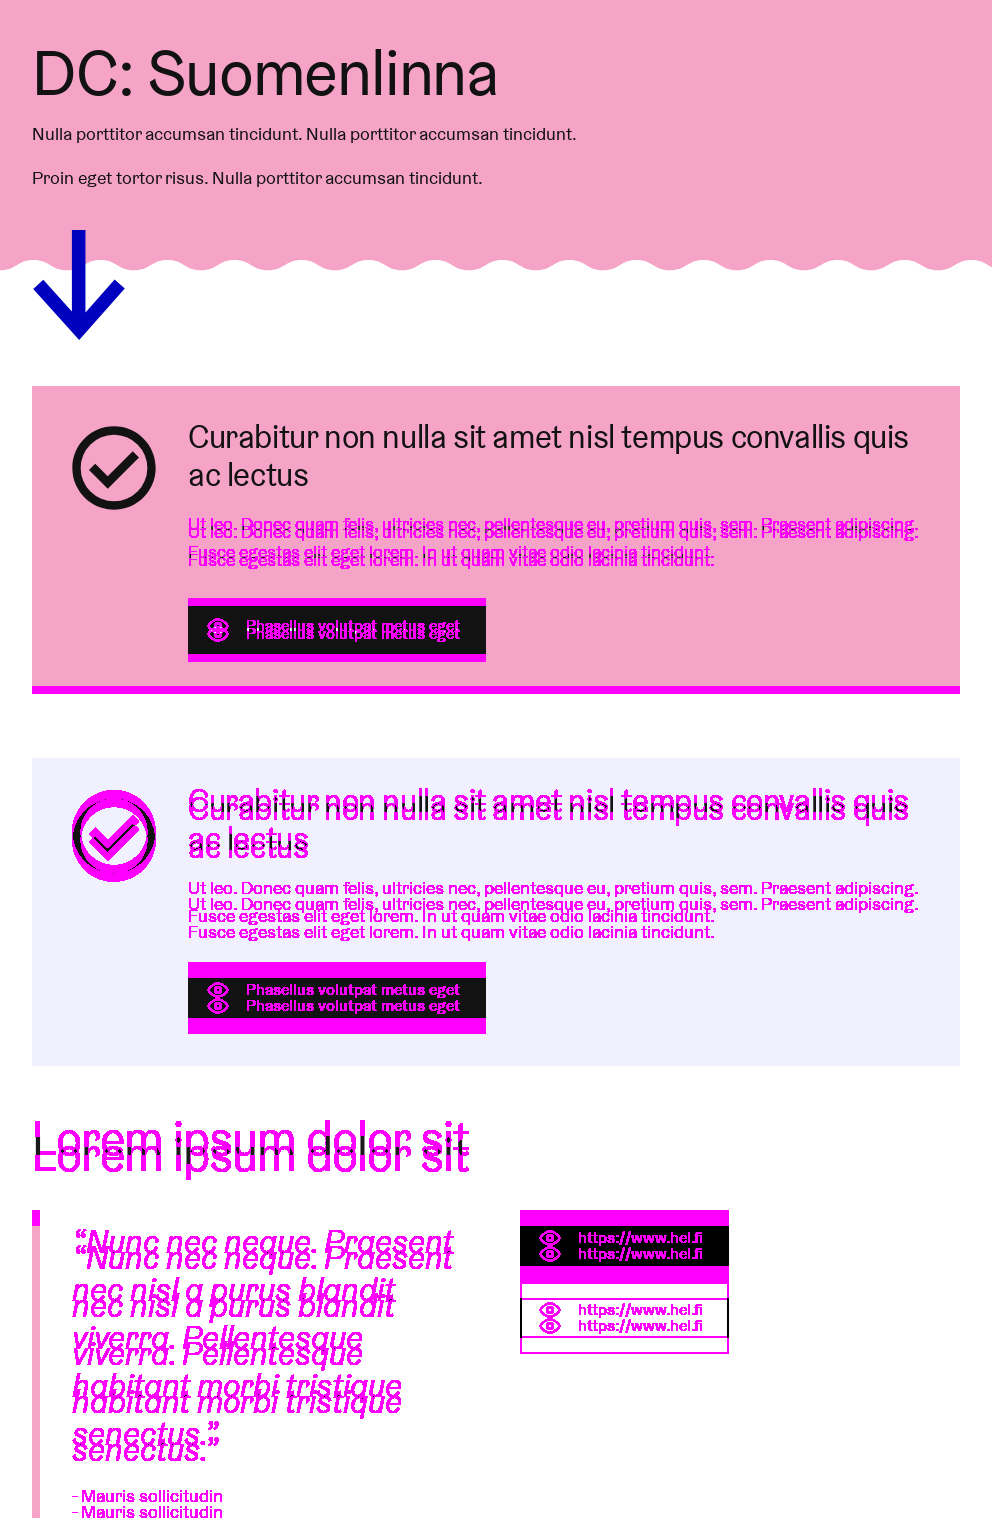 DC: Suomenlinna
Nulla porttitor accumsan tincidunt. Nulla porttitor accumsan tincidunt.
Proin eget tortor risus. Nulla porttitor accumsan tincidunt.
Curabitur non nulla sit amet nisl tempus convallis quis
ac lectus
Ut leo. Donec quam felis, ultricies nec, pellentesque eu, pretium quis, sem. Praesent adipiscing.
Ut leo. Donec quam felis, ultricies nec, pellentesque eu, pretium quis, sem. Praesent adipiscing.
Fusce egestas elit eget lorem. In ut quam vitae odio lacinia tincidunt.
Fusce egestas elit eget lorem. In ut quam vitae odio lacinia tincidunt.
Phasellus volutpat metus eget
Phasellus volutpat metus eget
Curabitur non nulla sit amet nisl tempus convallis quis
Curabitur non nulla sit amet nisl tempus convallis quis
ac lectus
ac lectus
Ut leo. Donec quam felis, ultricies nec, pellentesque eu, pretium quis, sem. Praesent adipiscing.
Ut leo. Donec quam felis, ultricies nec, pellentesque eu, pretium quis, sem. Praesent adipiscing.
Fusce egestas elit eget lorem. In ut quam vitae odio lacinia tincidunt.
Fusce egestas elit eget lorem. In ut quam vitae odio lacinia tincidunt.
Phasellus volutpat metus eget
Phasellus volutpat metus eget
Lorem ipsum dolor sit
Lorem ipsum dolor sit
“Nunc nec neque. Praesent
“Nunc nec neque. Praesent
nec nisl a purus blandit
nec nisl a purus blandit
viverra. Pellentesque
viverra. Pellentesque
habitant morbi tristique
habitant morbi tristique
senectus.”
senectus.”
- Mauris sollicitudin
- Mauris sollicitudin
https://www.hel.fi
https://www.hel.fi
https://www.hel.fi
https://www.hel.fi